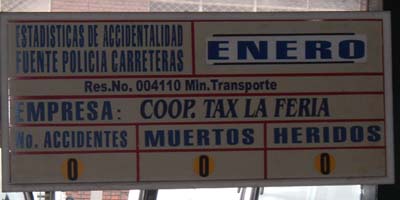 ESTADISTICAS DE ACCIDENTALIDAD
FUENTE POLICIA CARRETERAS
ENERO
Res.No. 004110 Min.Transporte
EMPRESA: COOP. TAX LA FERIA
No. ACCIDENTES MUERTOS HERIDOS
0 0 0